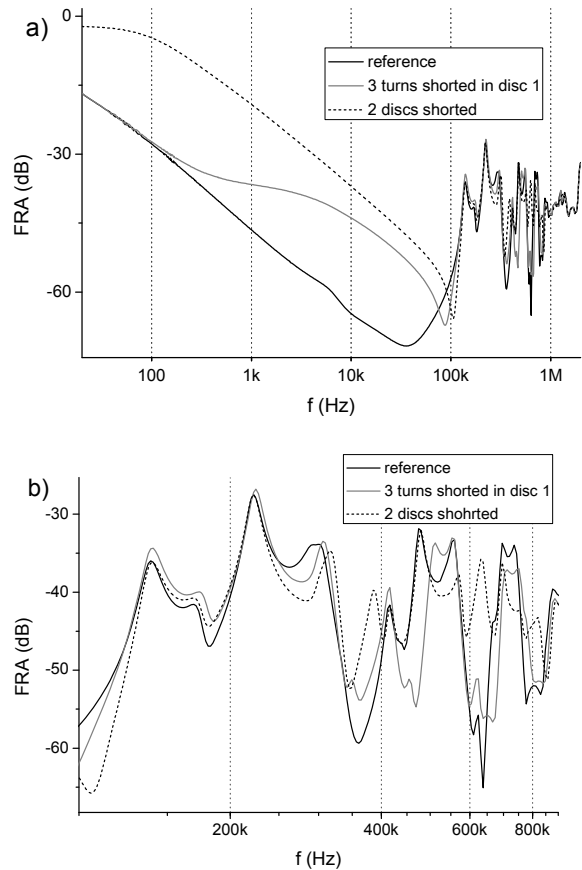 a)
0
-30
-60
FRA (dB)
reference
3 turns shorted in disc 1
2 discs shorted
100
1k
10k
100k
1M
f (Hz)
b)
-30
-40
-50
-60
FRA (dB)
reference
3 turns shorted in disc 1
2 discs shohrted
200k
400k
600k
800k
f (Hz)